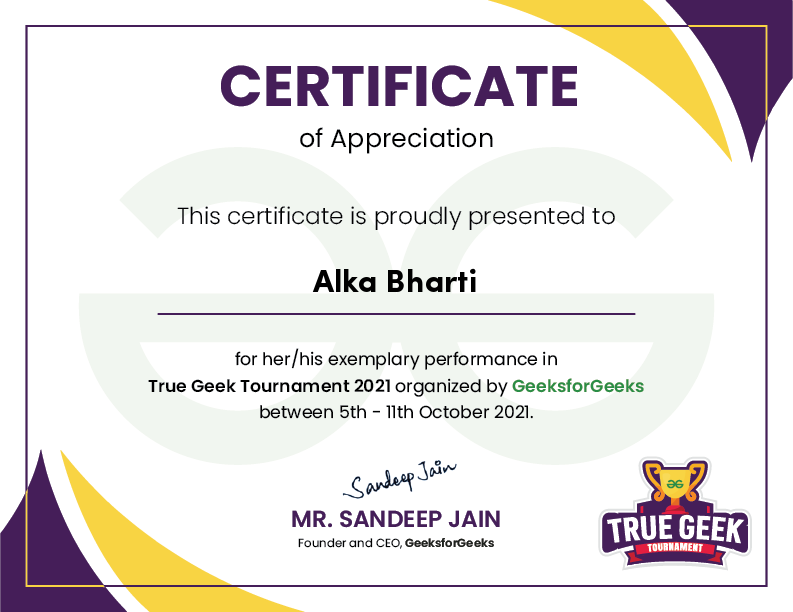 CERTIFICATE
of Appreciation
This certificate is proudly presented to
Alka Bharti
for her/his exemplary performance in
True Geek Tournament 2021 organized by GeeksforGeeks
between 5th - 11th October 2021.
Sandeep Jain
MR. SANDEEP JAIN
Founder and CEO, GeeksforGeeks
TRUE GEEK
TOURNAMENT